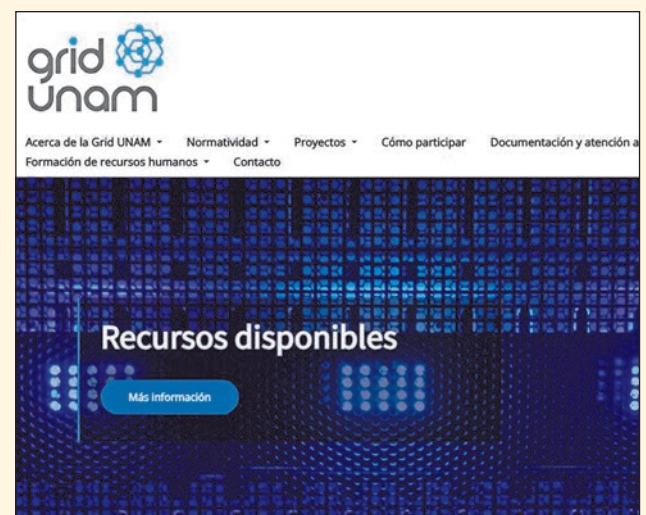 grid
unam
Acerca de la Grid UNAM Normatividad Proyectos Cómo participar Documentación y atención a
Formación de recursos humanos Contacto
Recursos disponibles
Más información